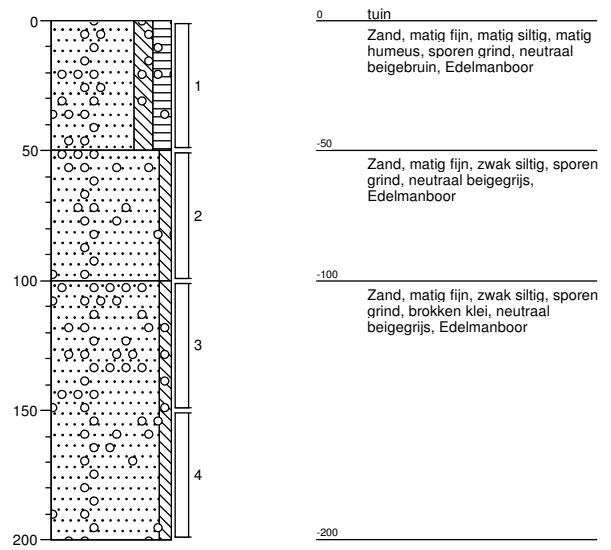 0
50
100
150
200
1
2
3
4
0 tuin
Zand, matig fijn, matig siltig, matig
humeus, sporen grind, neutraal
beigebruin, Edelmanboor
-50
Zand, matig fijn, zwak siltig, sporen
grind, neutraal beigegrijs,
Edelmanboor
-100
Zand, matig fijn, zwak siltig, sporen
grind, brokken klei, neutraal
beigegrijs, Edelmanboor
-200